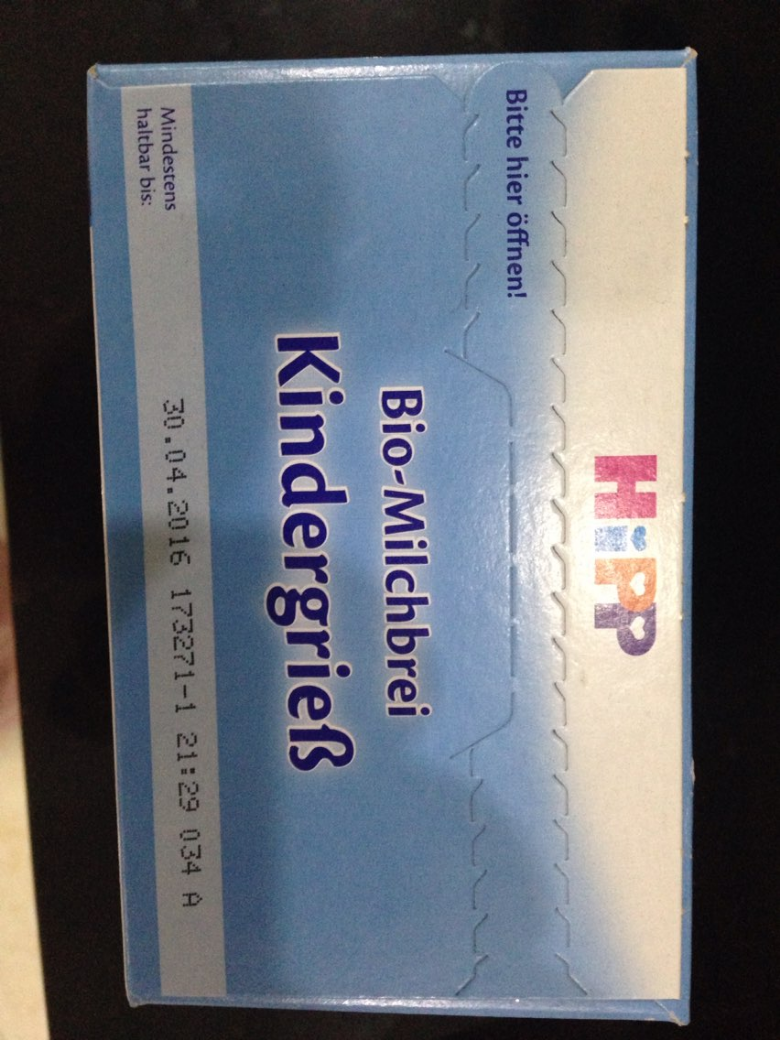 HiPP
Bitte hier öffnen!
Bio-Milchbrei
Kindergrieß
Mindestens
haltbar bis:
30.04.2016 173271-1 21:29 034 A